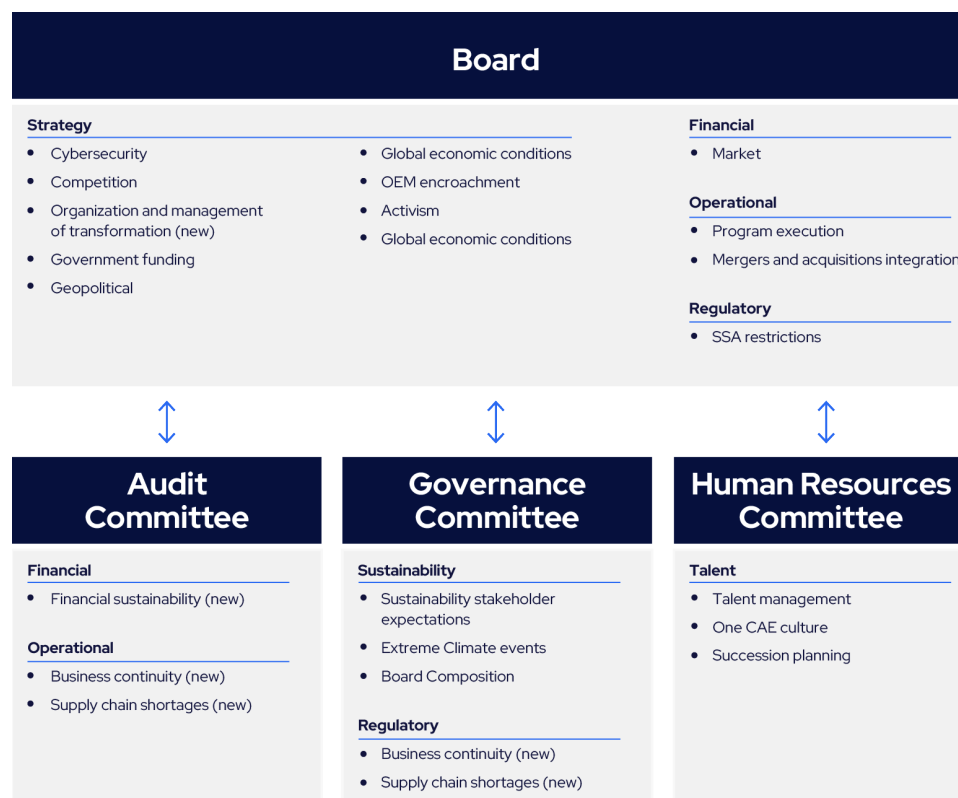 Board
Strategy
Cybersecurity
Competition
Organization and management
of transformation (new)
Government funding
Geopolitical
Global economic conditions
OEM encroachment
Activism
Global economic conditions
Financial
Market
Operational
Program execution
Mergers and acquisitions integration
Regulatory
SSA restrictions
Audit
Committee
Financial
Financial sustainability (new)
Operational
Business continuity (new)
Supply chain shortages (new)
Governance
Committee
Sustainability
Sustainability stakeholder
expectations
Extreme Climate events
Board Composition
Regulatory
Business continuity (new)
Supply chain shortages (new)
Human Resources
Committee
Talent
Talent management
One CAE culture
Succession planning